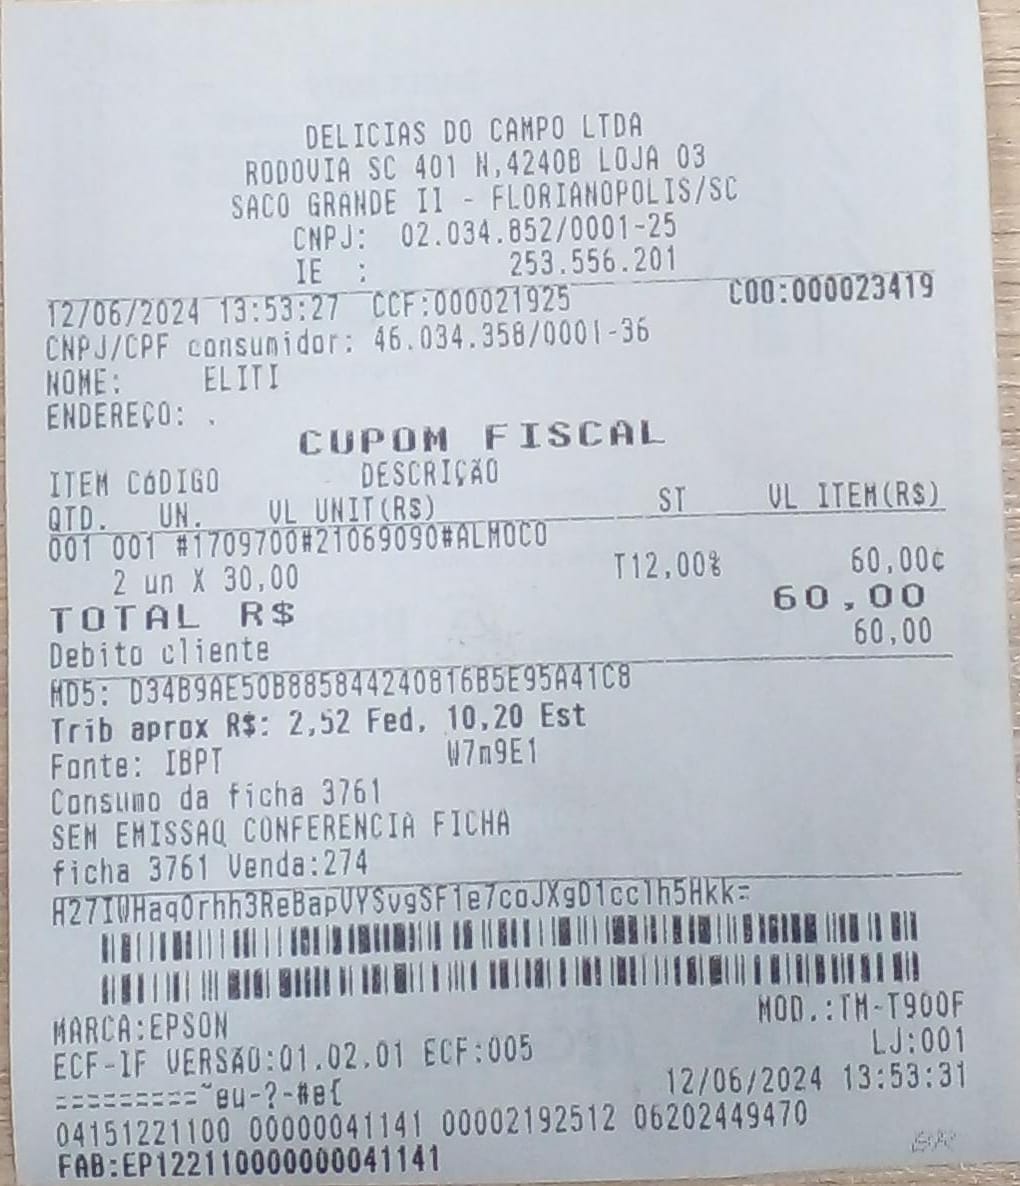 DELICIAS DO CAMPO LTDA
RODOVIA SC 401 N,4240B LOJA 03
SACO GRANDE II - FLORIANOPOLIS/SC
CNPJ: 02.034.852/0001-25
IE : 253.556.201
12/06/2024 13:53:27 CCF:000021925 COO:000023419
CNPJ/CPF consumidor: 46.034.358/0001-36
NOME: ELITI
ENDEREÇO: .
CUPOM FISCAL
ITEM CÓDIGO DESCRIÇÃO
QTD. UN. VL UNIT(R$) ST VL ITEM(R$)
001 001 #1709700#21069090#ALMOCO
2 un X 30,00 T12,00% 60,00¢
TOTAL R$ 60,00
Debito cliente 60,00
MD5: D34B9AE50B885844240816B5E95A41C8
Trib aprox R$: 2,52 Fed, 10,20 Est
Fonte: IBPT W7m9E1
Consumo da ficha 3761
SEM EMISSAO CONFERENCIA FICHA
ficha 3761 Venda:274
H27IWHaqOrhh3ReBapVYSvgSF1e7coJXgD1cc1h5Hkk=
MARCA:EPSON MOD.:TM-T900F
ECF-IF VERSÃO:01.02.01 ECF:005 LJ:001
=========~eu-?-#e{ 12/06/2024 13:53:31
04151221100 00000041141 00002192512 06202449470
FAB:EP122110000000041141